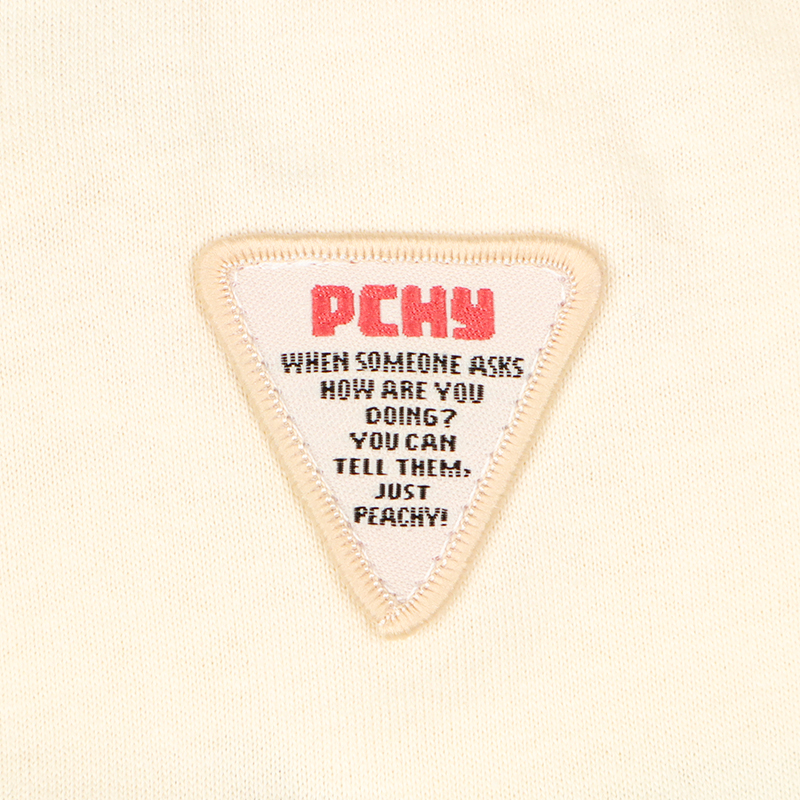 PCHY
WHEN SOMEONE ASKS
HOW ARE YOU
DOING?
YOU CAN
TELL THEM,
JUST
PEACHY!